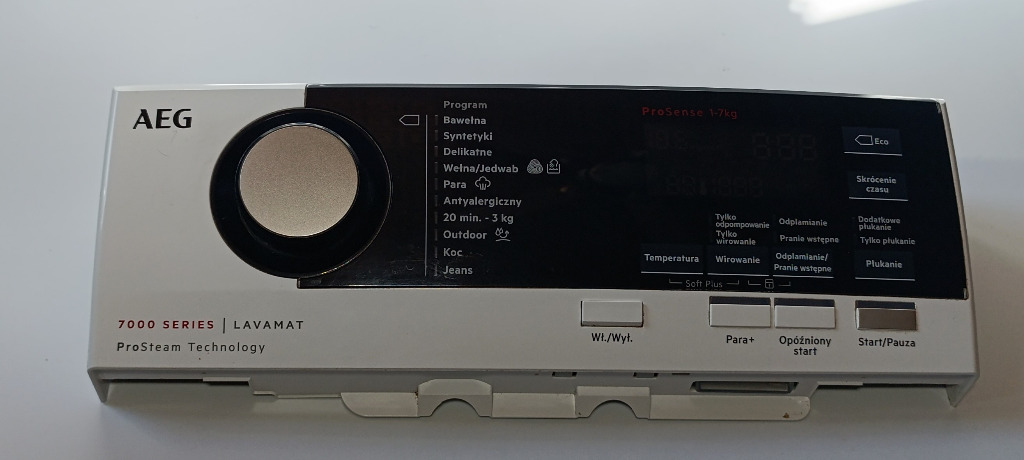 AEG
Program
Bawełna
Syntetyki
Delikatne
Wełna/Jedwab
Para
Antyalergiczny
20 min. - 3 kg
Outdoor
Koc
Jeans
ProSense 1-7kg
Eco
Skrócenie
czasu
Tylko
odpompowanie
Tylko
wirowanie
Odplamianie
Pranie wstępne
Dodatkowe
płukanie
Tylko płukanie
Temperatura
Wirowanie
Odplamianie/
Pranie wstępne
Płukanie
Soft Plus
7000 SERIES | LAVAMAT
ProSteam Technology
Wł./Wył.
Para+
Opóźniony
start
Start/Pauza